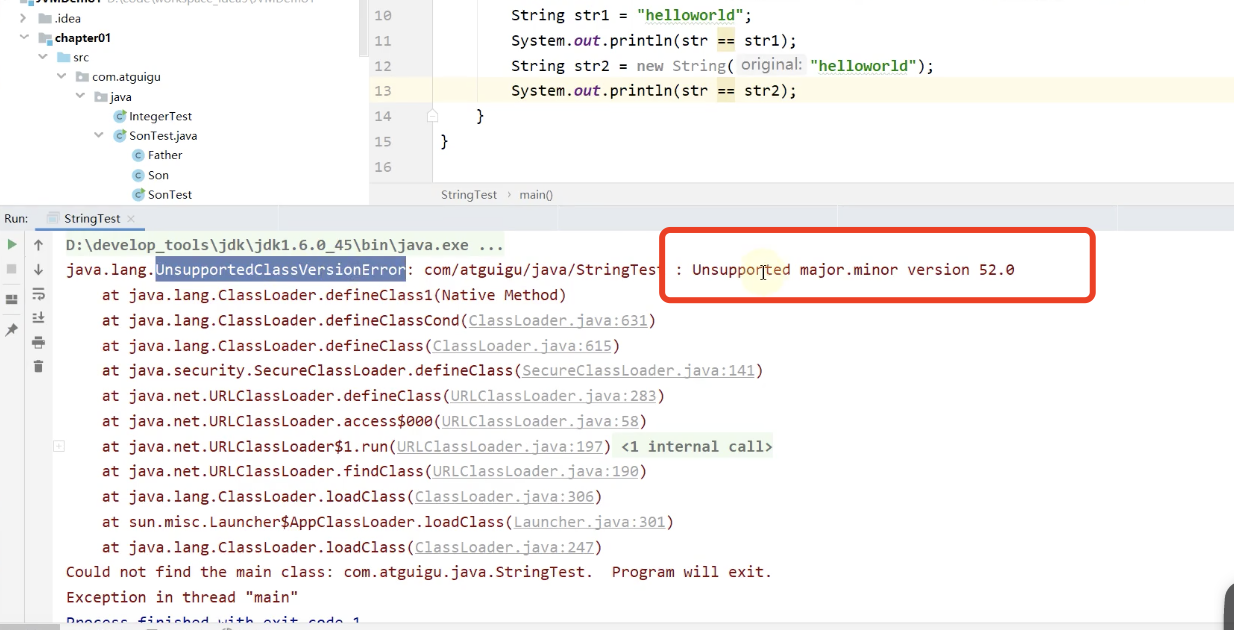 .idea
chapter01
src
com.atguigu
java
IntegerTest
SonTest.java
Father
Son
SonTest
10 String str1 = "helloworld";
11 System.out.println(str == str1);
12 String str2 = new String( original: "helloworld");
13 System.out.println(str == str2);
14 }
15 }
16
StringTest › main()
Run: StringTest ×
D:\develop_tools\jdk\jdk1.6.0_45\bin\java.exe ...
java.lang.UnsupportedClassVersionError: com/atguigu/java/StringTest : Unsupported major.minor version 52.0
at java.lang.ClassLoader.defineClass1(Native Method)
at java.lang.ClassLoader.defineClassCond(ClassLoader.java:631)
at java.lang.ClassLoader.defineClass(ClassLoader.java:615)
at java.security.SecureClassLoader.defineClass(SecureClassLoader.java:141)
at java.net.URLClassLoader.defineClass(URLClassLoader.java:283)
at java.net.URLClassLoader.access$000(URLClassLoader.java:58)
at java.net.URLClassLoader$1.run(URLClassLoader.java:197) <1 internal call>
at java.net.URLClassLoader.findClass(URLClassLoader.java:190)
at java.lang.ClassLoader.loadClass(ClassLoader.java:306)
at sun.misc.Launcher$AppClassLoader.loadClass(Launcher.java:301)
at java.lang.ClassLoader.loadClass(ClassLoader.java:247)
Could not find the main class: com.atguigu.java.StringTest. Program will exit.
Exception in thread "main"
Process finished with exit code 1